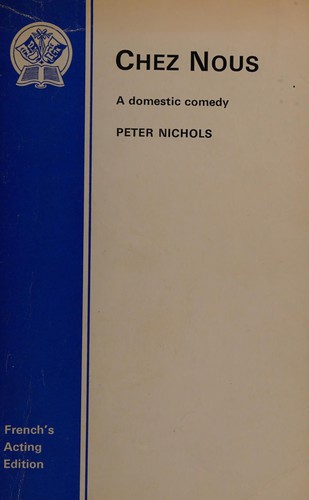 CHEZ NOUS
A domestic comedy
PETER NICHOLS
French's
Acting
Edition